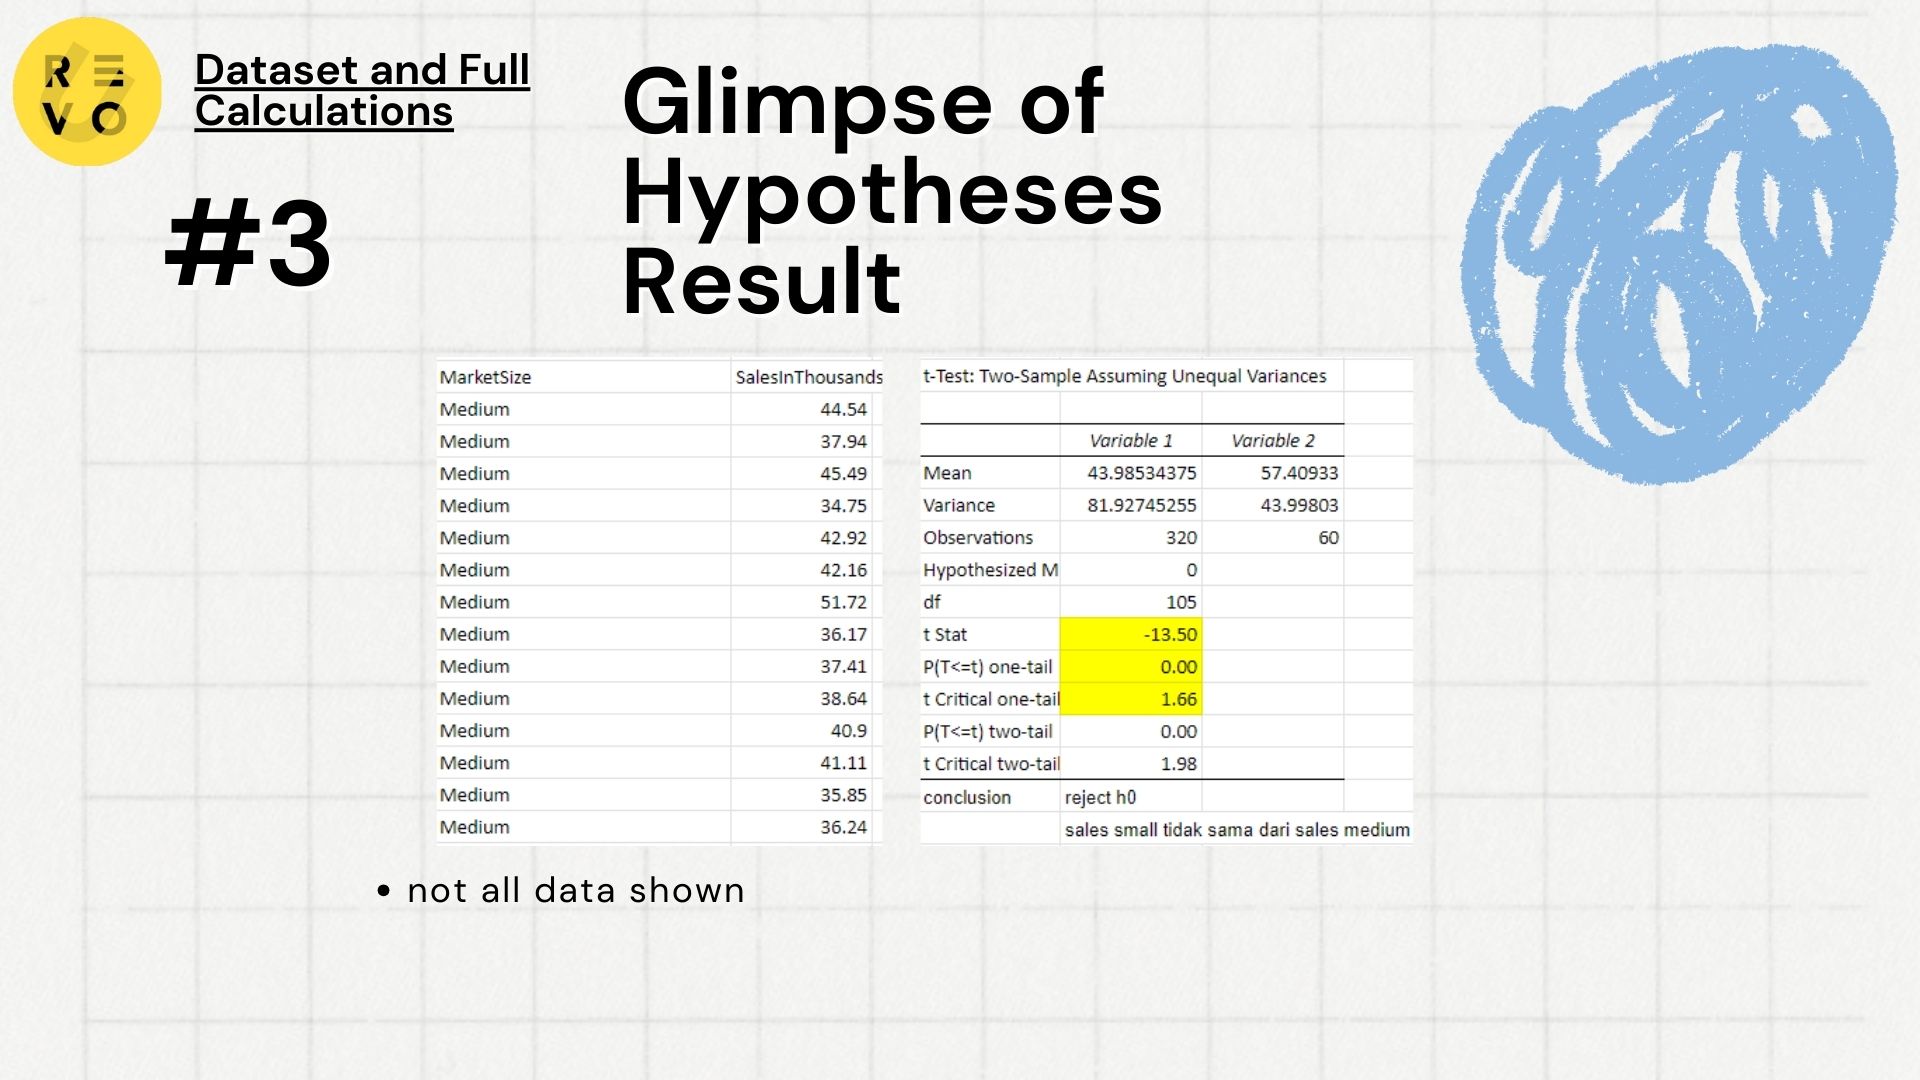 RE
VO
Dataset and Full
Calculations
#3
Glimpse of
Hypotheses
Result
MarketSize SalesInThousands
Medium 44.54
Medium 37.94
Medium 45.49
Medium 34.75
Medium 42.92
Medium 42.16
Medium 51.72
Medium 36.17
Medium 37.41
Medium 38.64
Medium 40.9
Medium 41.11
Medium 35.85
Medium 36.24
t-Test: Two-Sample Assuming Unequal Variances
Variable 1 Variable 2
Mean 43.98534375 57.40933
Variance 81.92745255 43.99803
Observations 320 60
Hypothesized M 0
df 105
t Stat -13.50
P(T<=t) one-tail 0.00
t Critical one-tail 1.66
P(T<=t) two-tail 0.00
t Critical two-tail 1.98
conclusion reject h0
sales small tidak sama dari sales medium
• not all data shown